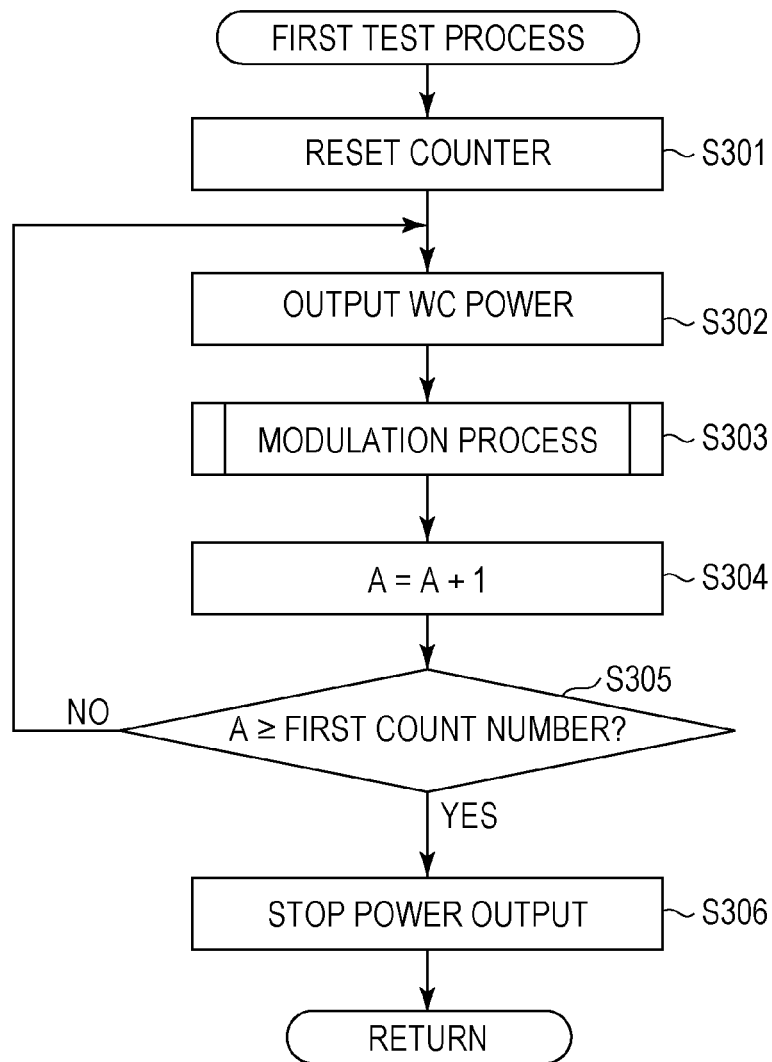 FIRST TEST PROCESS
RESET COUNTER
S301
OUTPUT WC POWER
S302
MODULATION PROCESS
S303
A = A + 1
S304
S305
NO
A ≥ FIRST COUNT NUMBER?
YES
STOP POWER OUTPUT
S306
RETURN